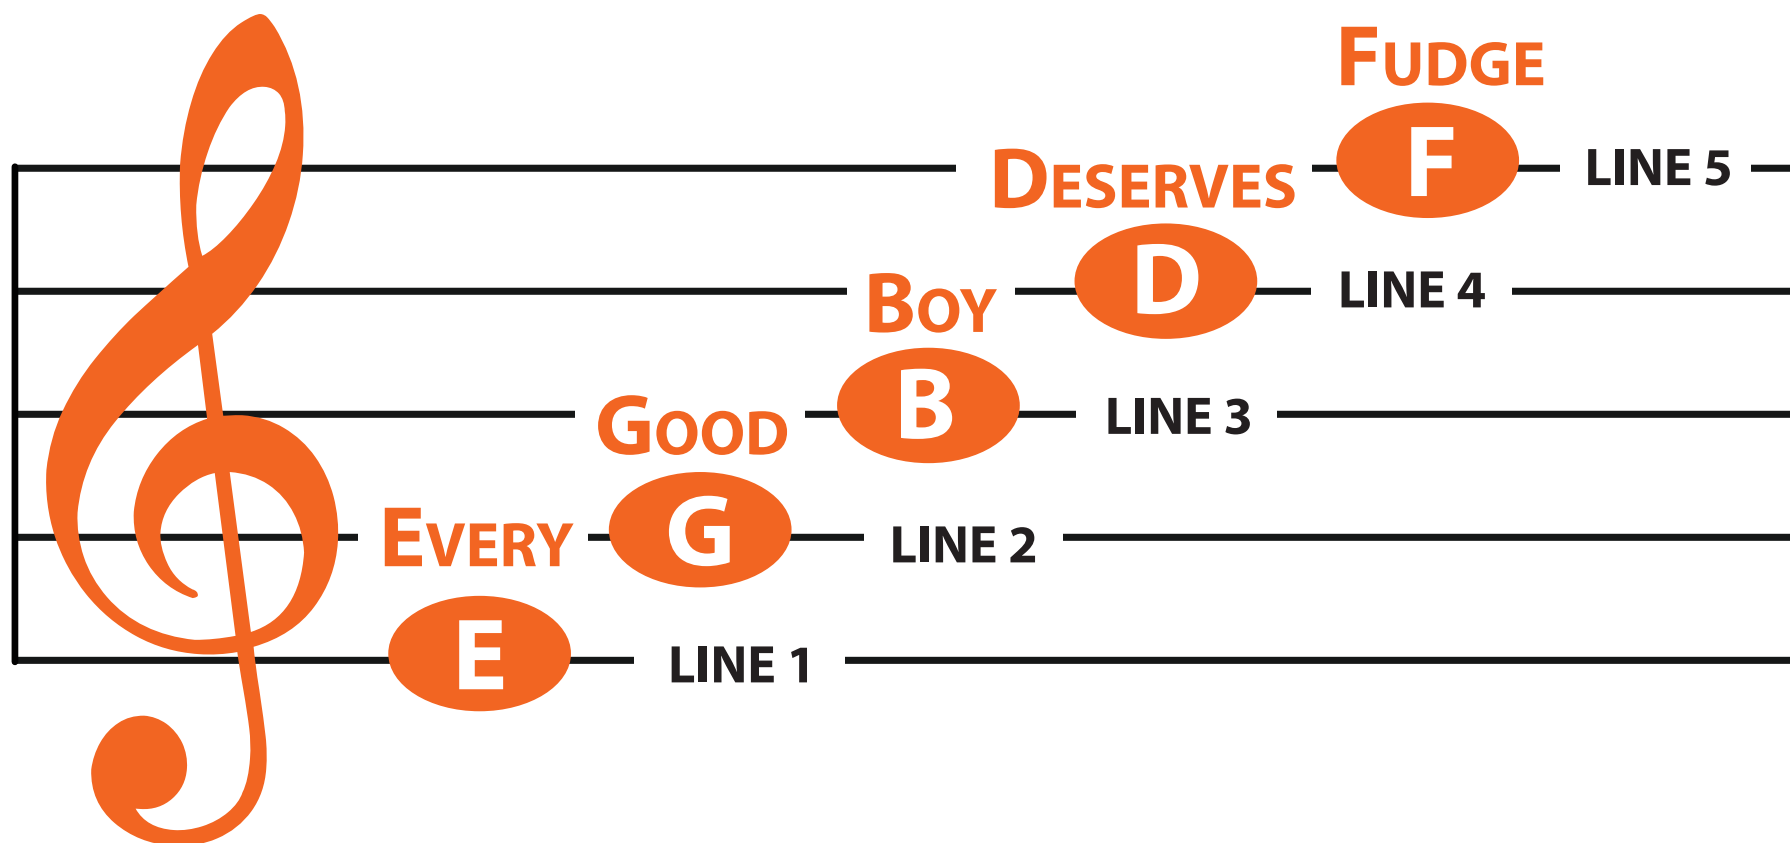 FUDGE
F LINE 5
DESERVES
D LINE 4
BOY
B LINE 3
GOOD
G LINE 2
EVERY
E LINE 1